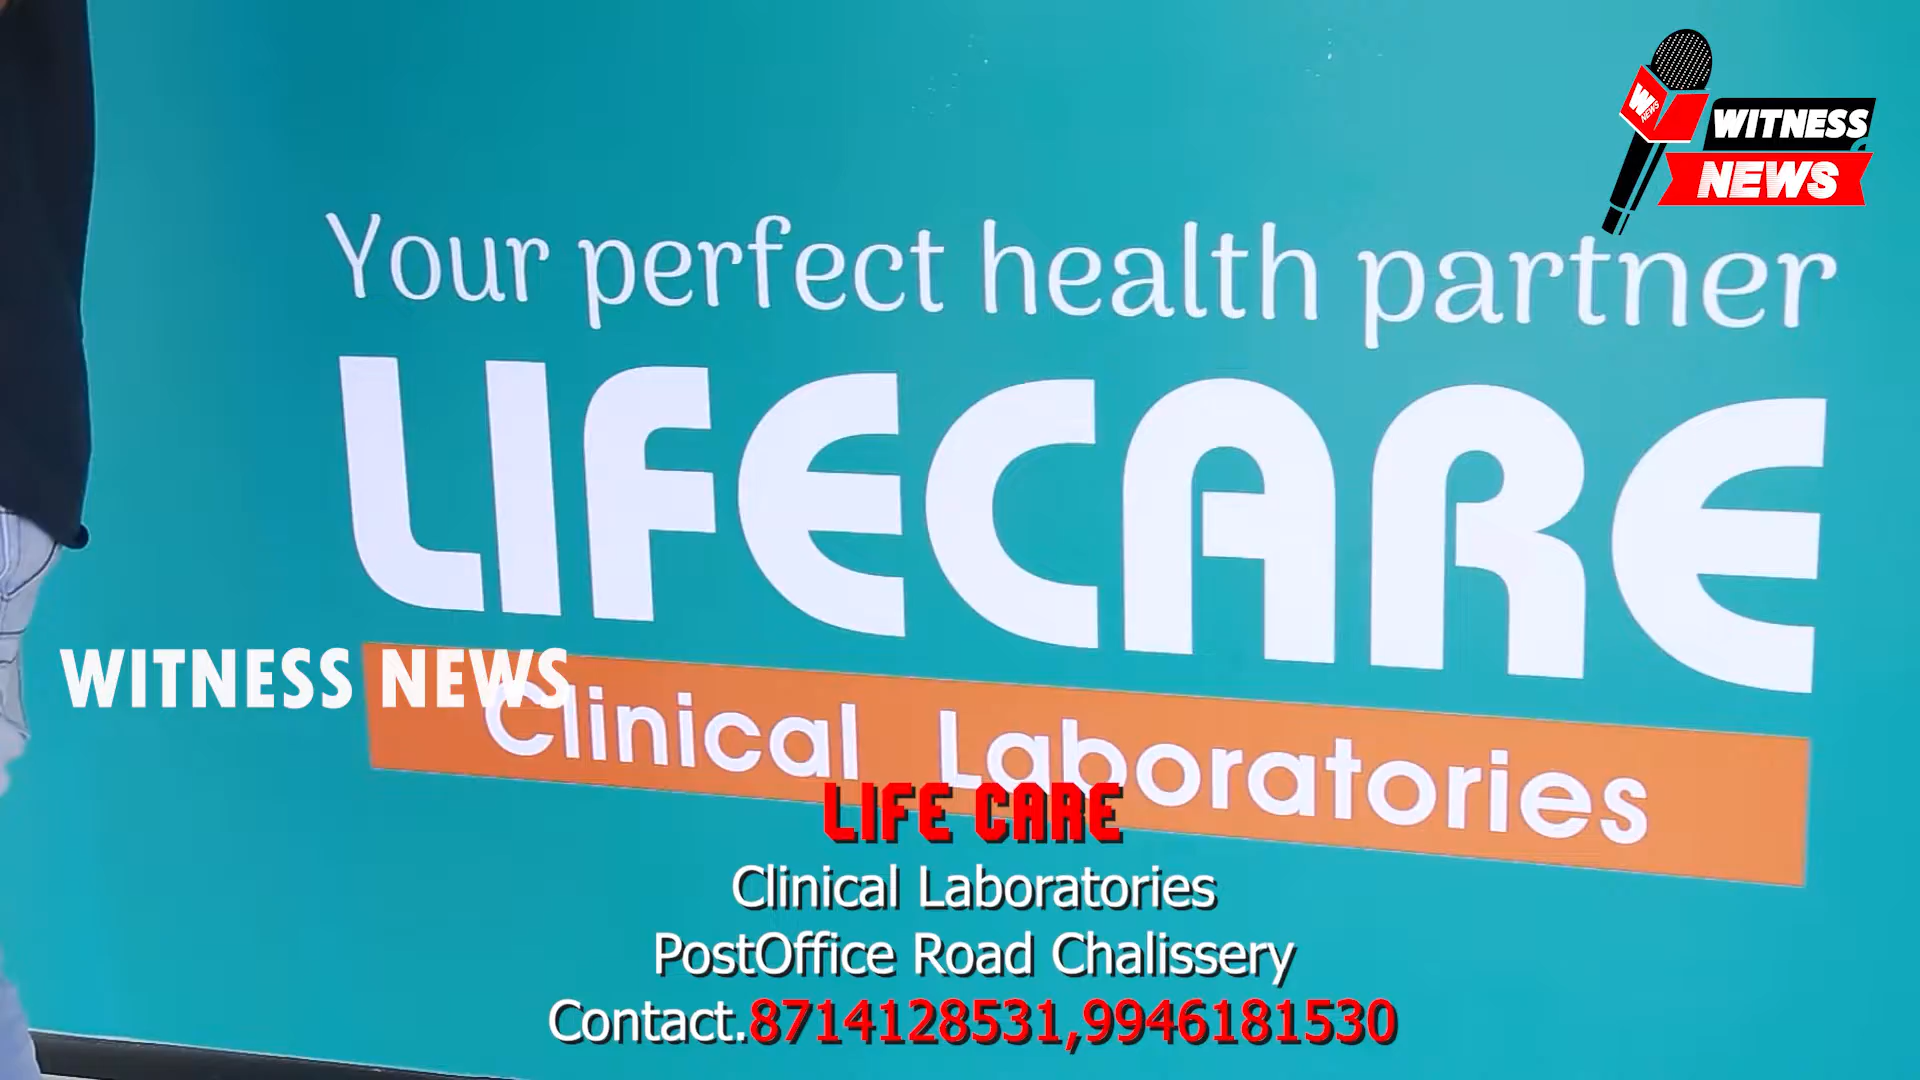 W
NEWS
WITNESS
NEWS
Your perfect health partner
LIFECARE
WITNESS NEWS
Clinical Laboratories
LIFE CARE
Clinical Laboratories
PostOffice Road Chalissery
Contact.8714128531,9946181530